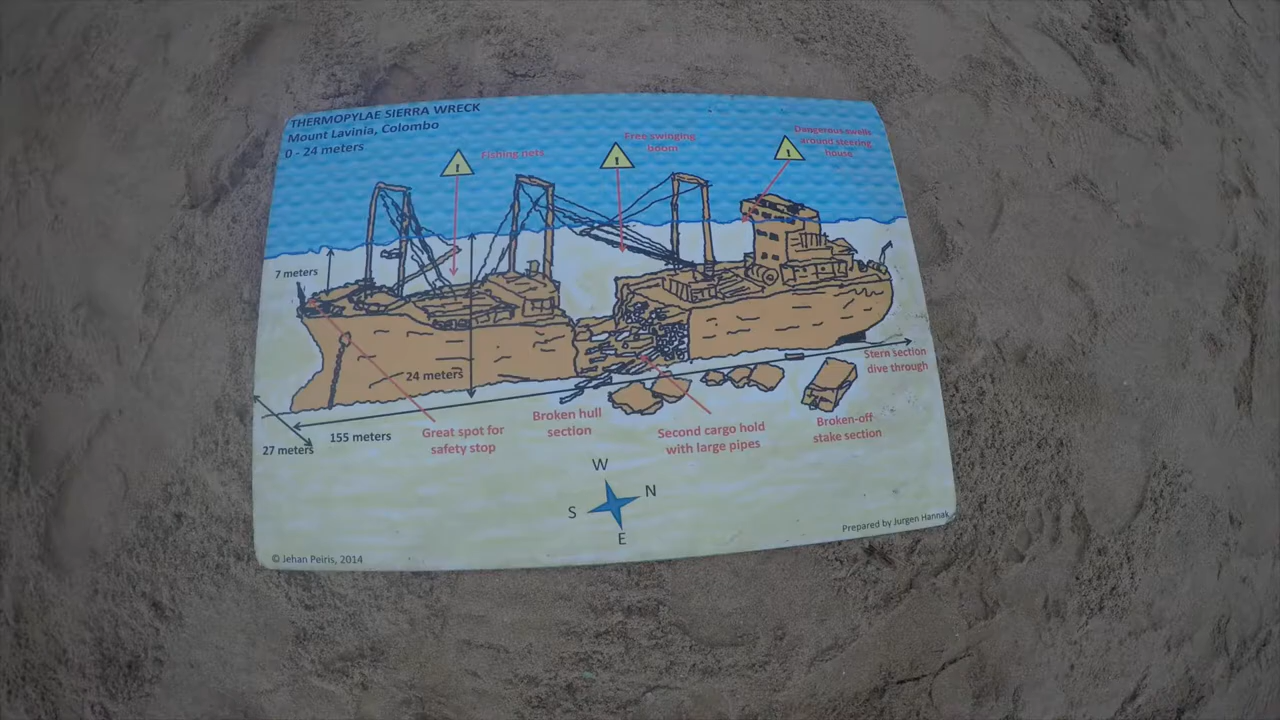 THERMOPYLAE SIERRA WRECK
Mount Lavinia, Colombo
0 - 24 meters
Fishing nets
Free swinging
boom
Dangerous swells
around steering
house
7 meters
24 meters
155 meters
27 meters
Great spot for
safety stop
Broken hull
section
Second cargo hold
with large pipes
Broken-off
stake section
Stern section
dive through
W
N
S
E
© Jehan Peiris, 2014
Prepared by Jurgen Hannak